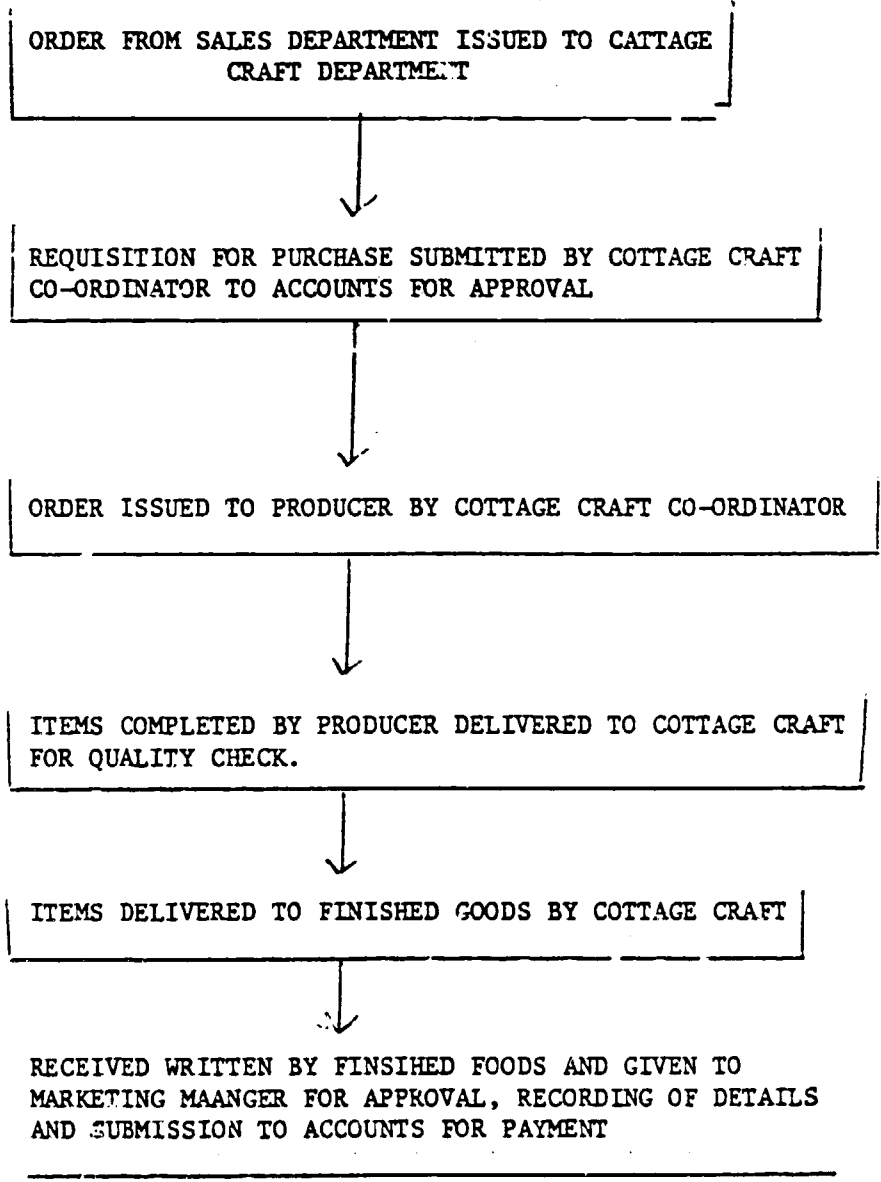 ORDER FROM SALES DEPARTMENT ISSUED TO CATTAGE
CRAFT DEPARTMENT
REQUISITION FOR PURCHASE SUBMITTED BY COTTAGE CRAFT
CO-ORDINATOR TO ACCOUNTS FOR APPROVAL
ORDER ISSUED TO PRODUCER BY COTTAGE CRAFT CO-ORDINATOR
ITEMS COMPLETED BY PRODUCER DELIVERED TO COTTAGE CRAFT
FOR QUALITY CHECK.
ITEMS DELIVERED TO FINISHED GOODS BY COTTAGE CRAFT
RECEIVED WRITTEN BY FINSIHED FOODS AND GIVEN TO
MARKETING MAANGER FOR APPROVAL, RECORDING OF DETAILS
AND SUBMISSION TO ACCOUNTS FOR PAYMENT